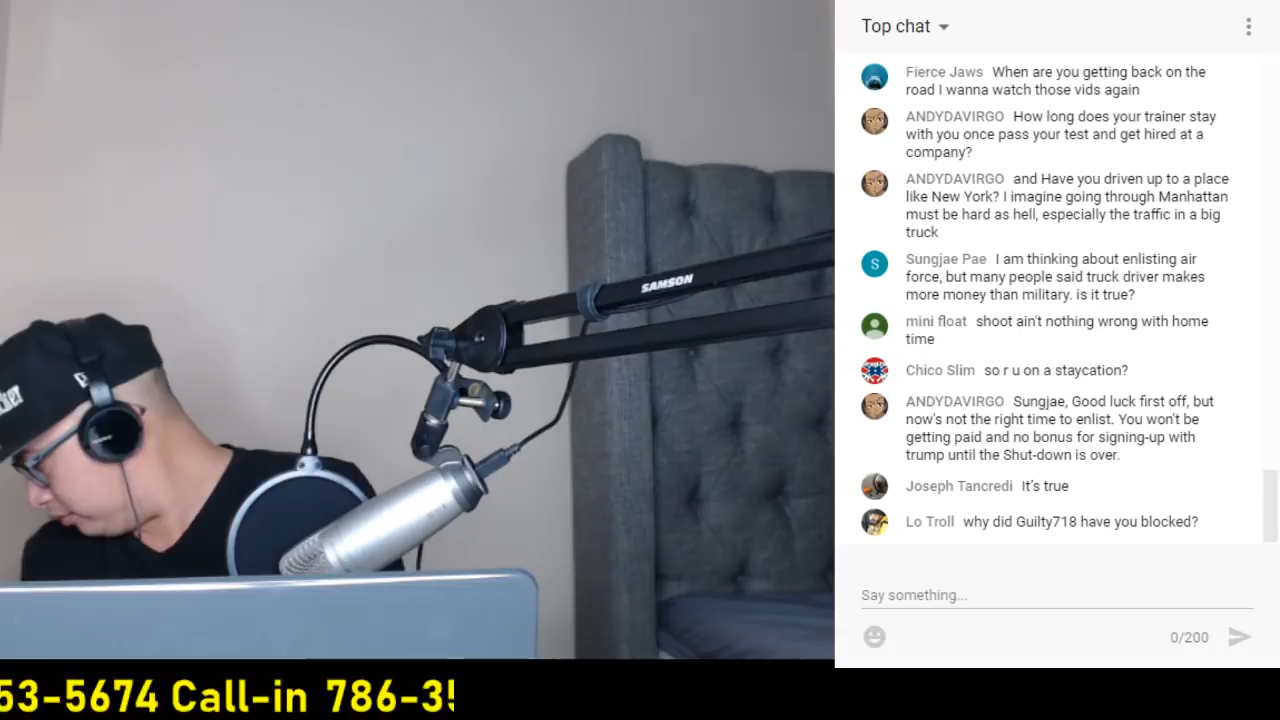 Top chat
Fierce Jaws When are you getting back on the
road I wanna watch those vids again
ANDYDAVIRGO How long does your trainer stay
with you once pass your test and get hired at a
company?
ANDYDAVIRGO and Have you driven up to a place
like New York? I imagine going through Manhattan
must be hard as hell, especially the traffic in a big
truck
S
Sungjae Pae I am thinking about enlisting air
force, but many people said truck driver makes
more money than military. is it true?
mini float shoot ain't nothing wrong with home
time
Chico Slim so r u on a staycation?
ANDYDAVIRGO Sungjae, Good luck first off, but
now's not the right time to enlist. You won't be
getting paid and no bonus for signing-up with
trump until the Shut-down is over.
Joseph Tancredi It's true
Lo Troll why did Guilty718 have you blocked?
Say something...
0/200
SAMSON
53-5674 Call-in 786-35